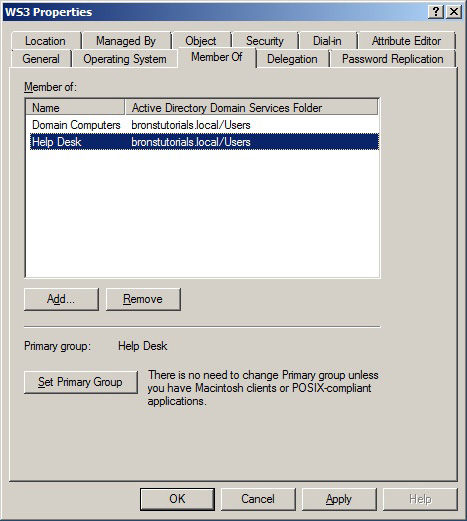 WS3 Properties
Location Managed By Object Security Dial-in Attribute Editor
General Operating System Member Of Delegation Password Replication
Member of:
Name Active Directory Domain Services Folder
Domain Computers bronstutorials.local/Users
Help Desk bronstutorials.local/Users
Add... Remove
Primary group: Help Desk
Set Primary Group
There is no need to change Primary group unless
you have Macintosh clients or POSIX-compliant
applications.
OK Cancel Apply Help